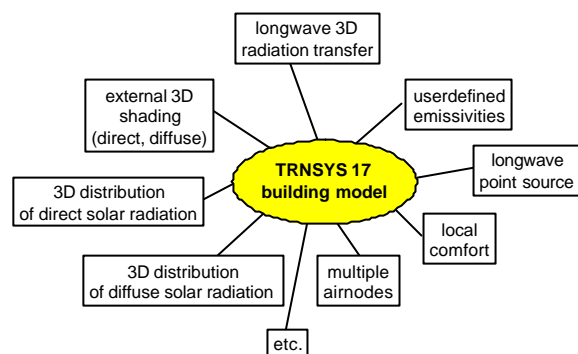 longwave 3D
radiation transfer
external 3D
shading
(direct, diffuse)
userdefined
emissivities
TRNSYS 17
building model
longwave
point source
3D distribution
of direct solar radiation
local
comfort
3D distribution
of diffuse solar radiation
multiple
airnodes
etc.